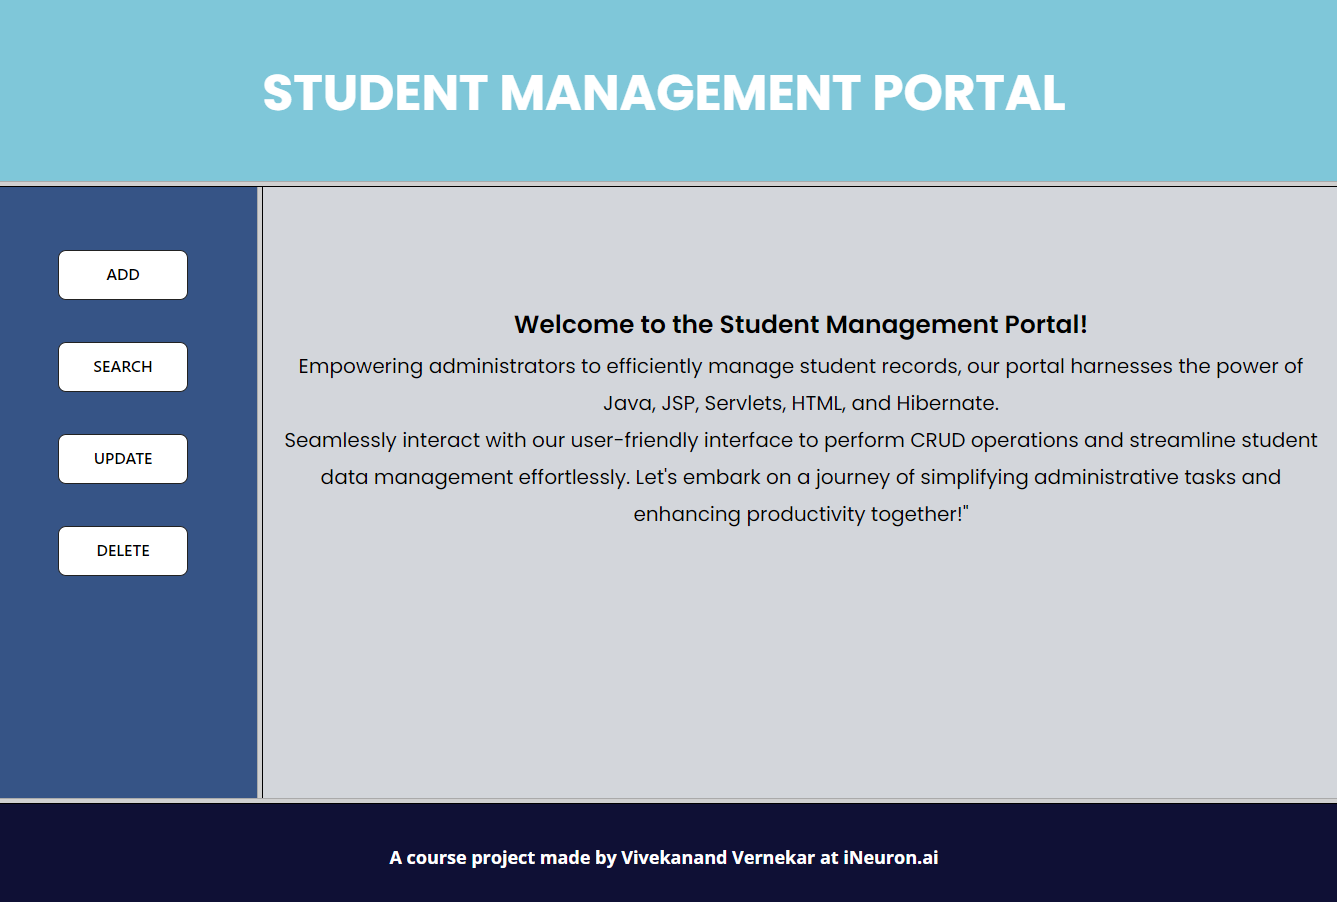 STUDENT MANAGEMENT PORTAL
ADD
SEARCH
UPDATE
DELETE
Welcome to the Student Management Portal!
Empowering administrators to efficiently manage student records, our portal harnesses the power of
Java, JSP, Servlets, HTML, and Hibernate.
Seamlessly interact with our user-friendly interface to perform CRUD operations and streamline student
data management effortlessly. Let's embark on a journey of simplifying administrative tasks and
enhancing productivity together!"
A course project made by Vivekanand Vernekar at iNeuron.ai